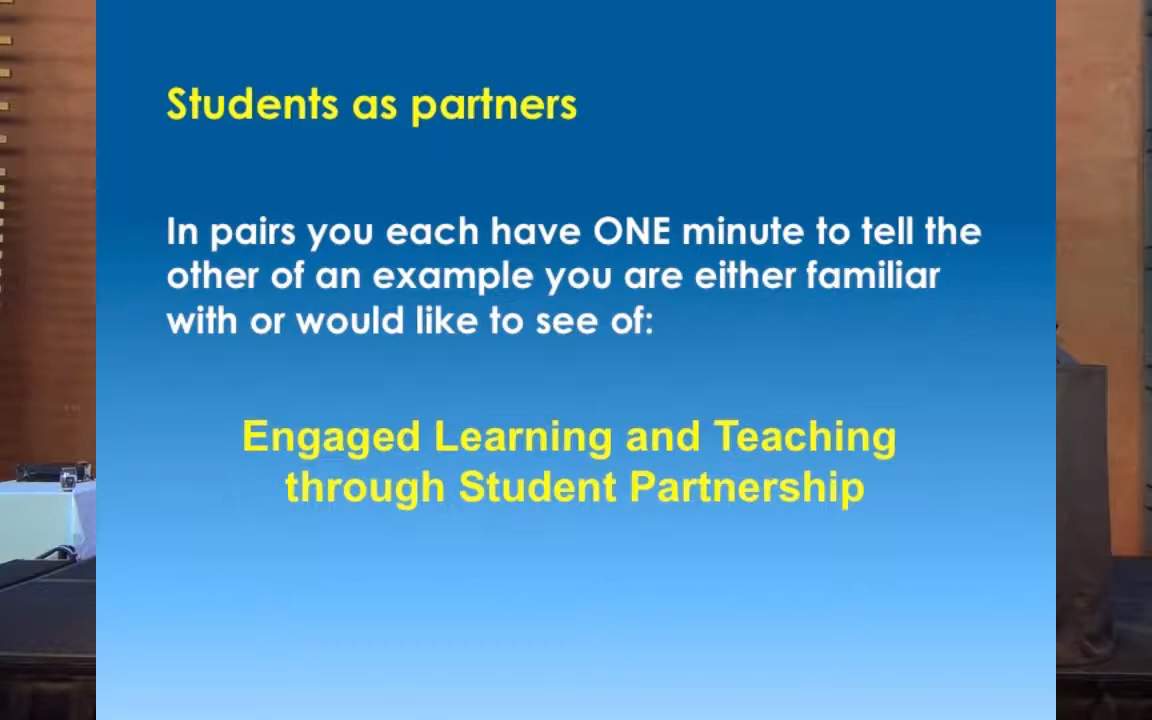 Students as partners
In pairs you each have ONE minute to tell the
other of an example you are either familiar
with or would like to see of:
Engaged Learning and Teaching
through Student Partnership